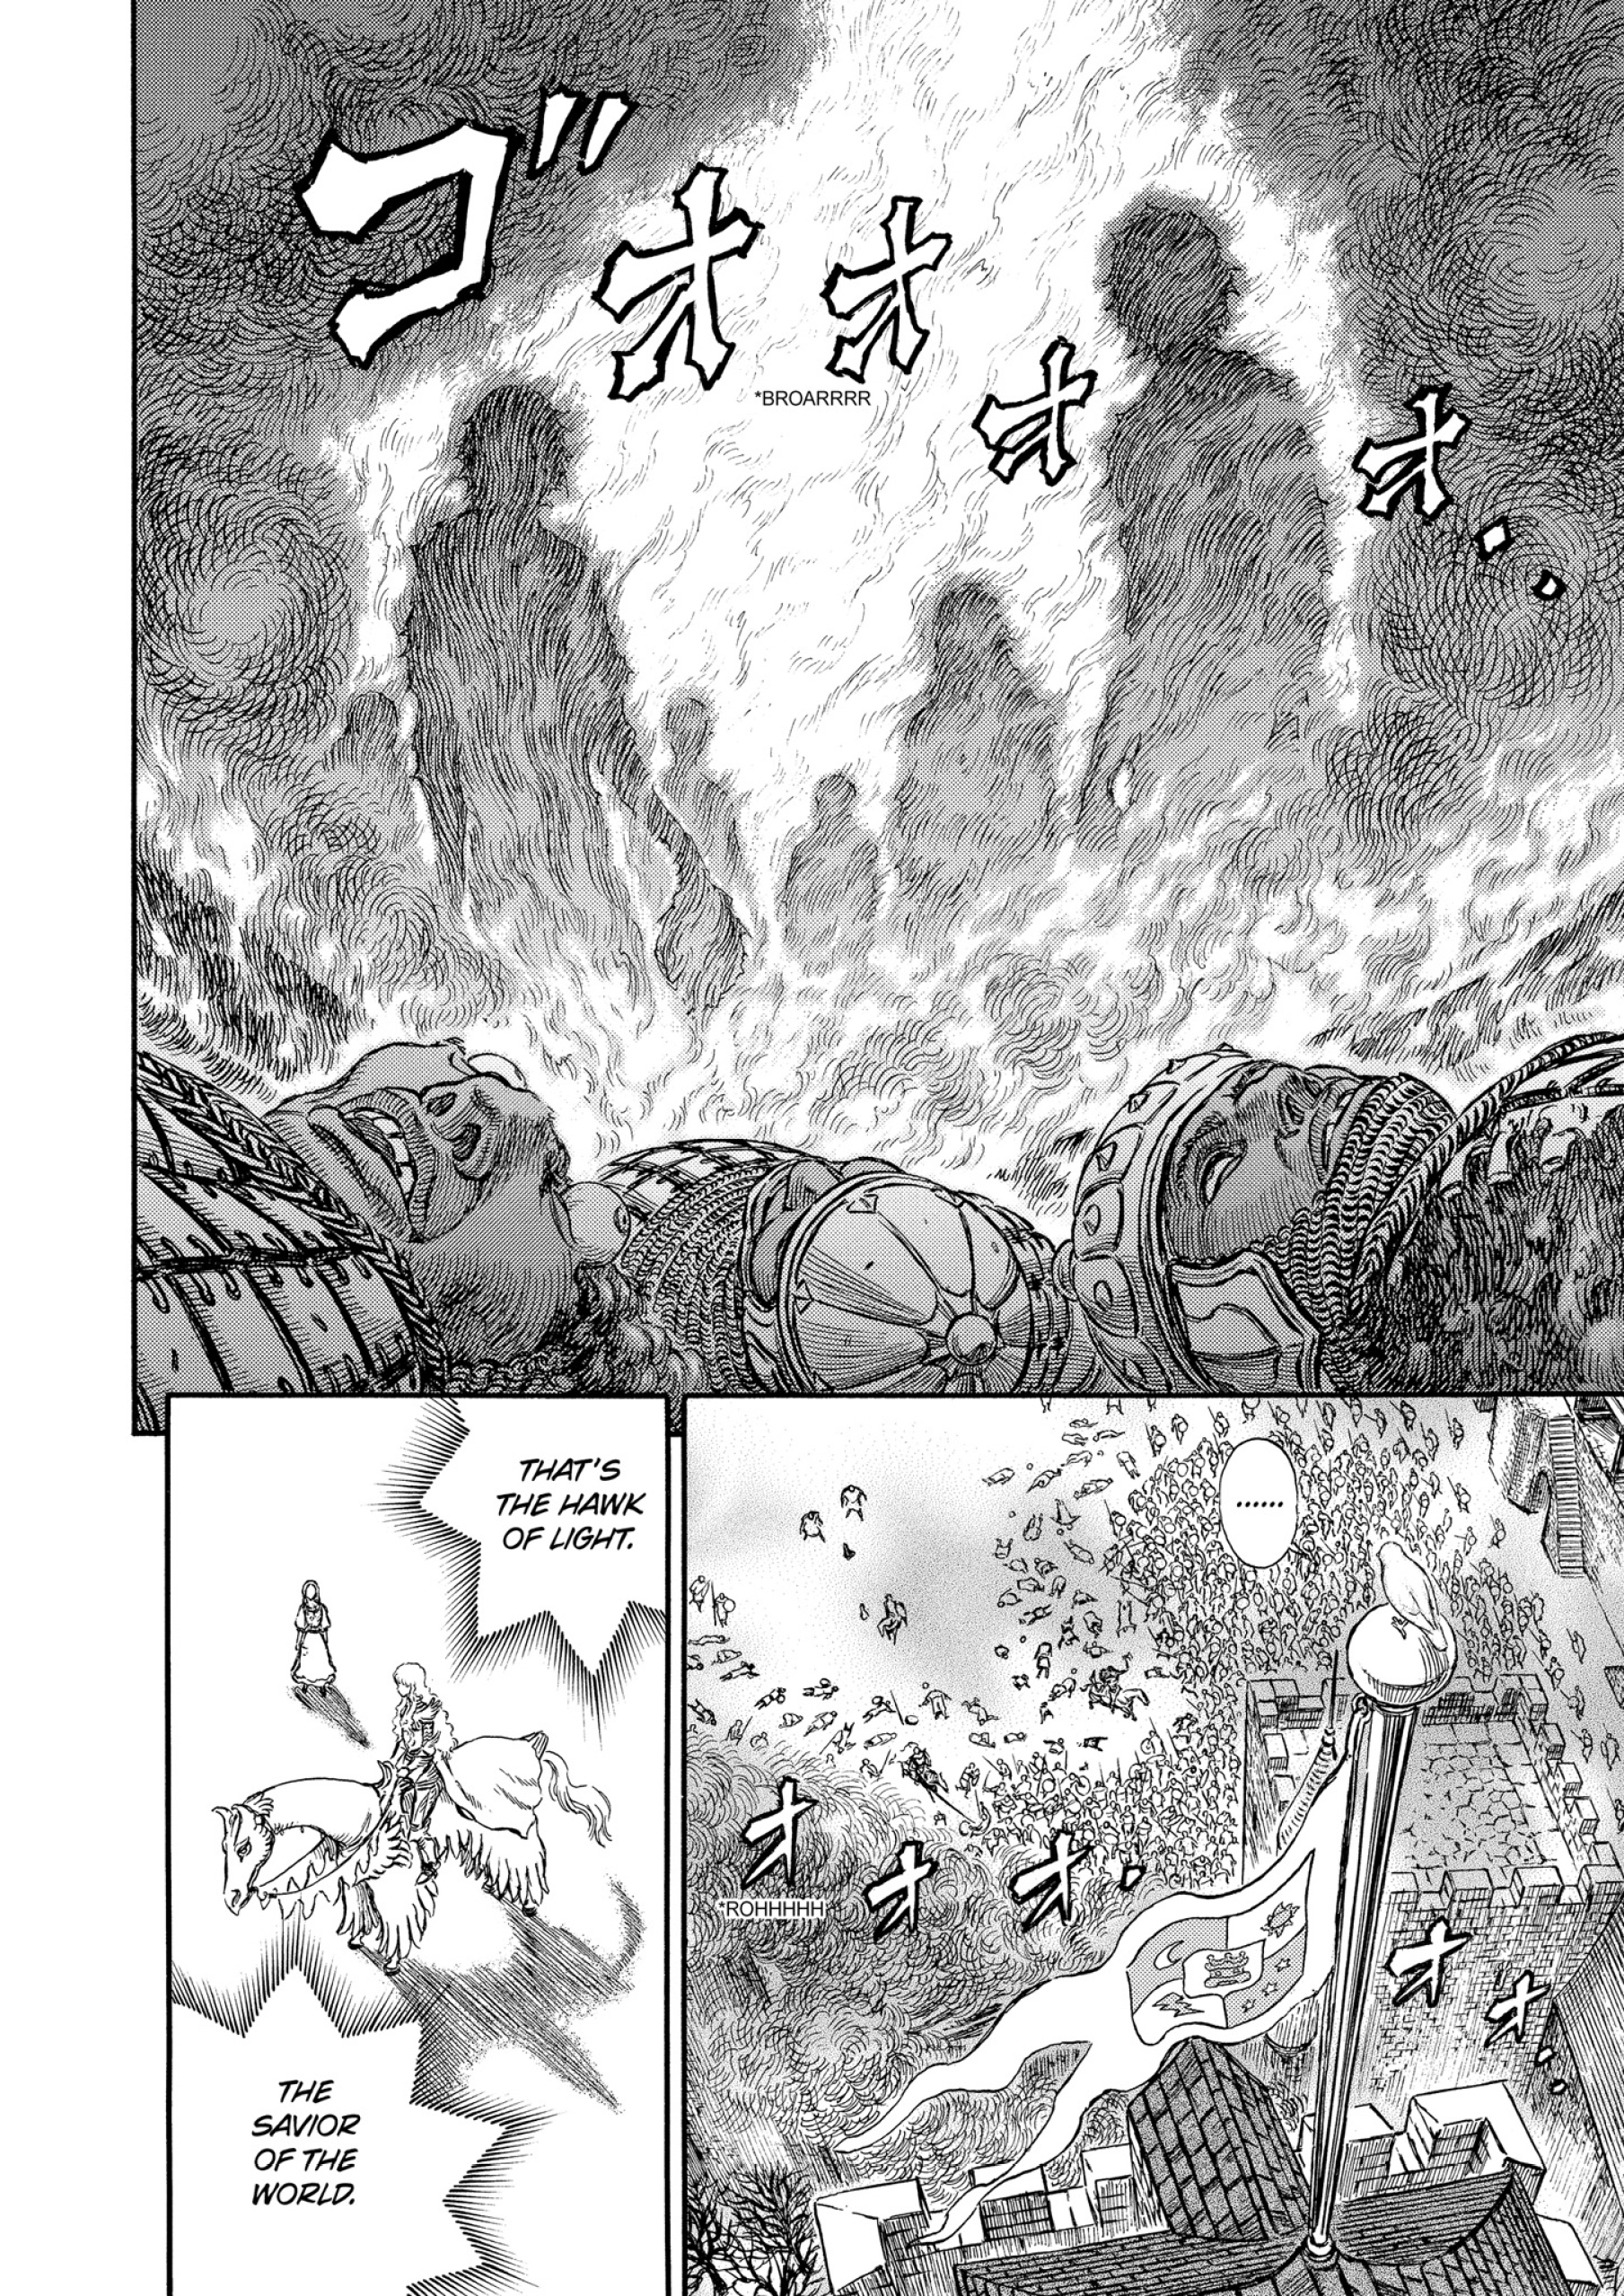 ゴオオオオ‥
*BROARRRR
......
オオオ.
*ROHHHHH
オオ‥
THAT'S
THE HAWK
OF LIGHT.
THE
SAVIOR
OF THE
WORLD.